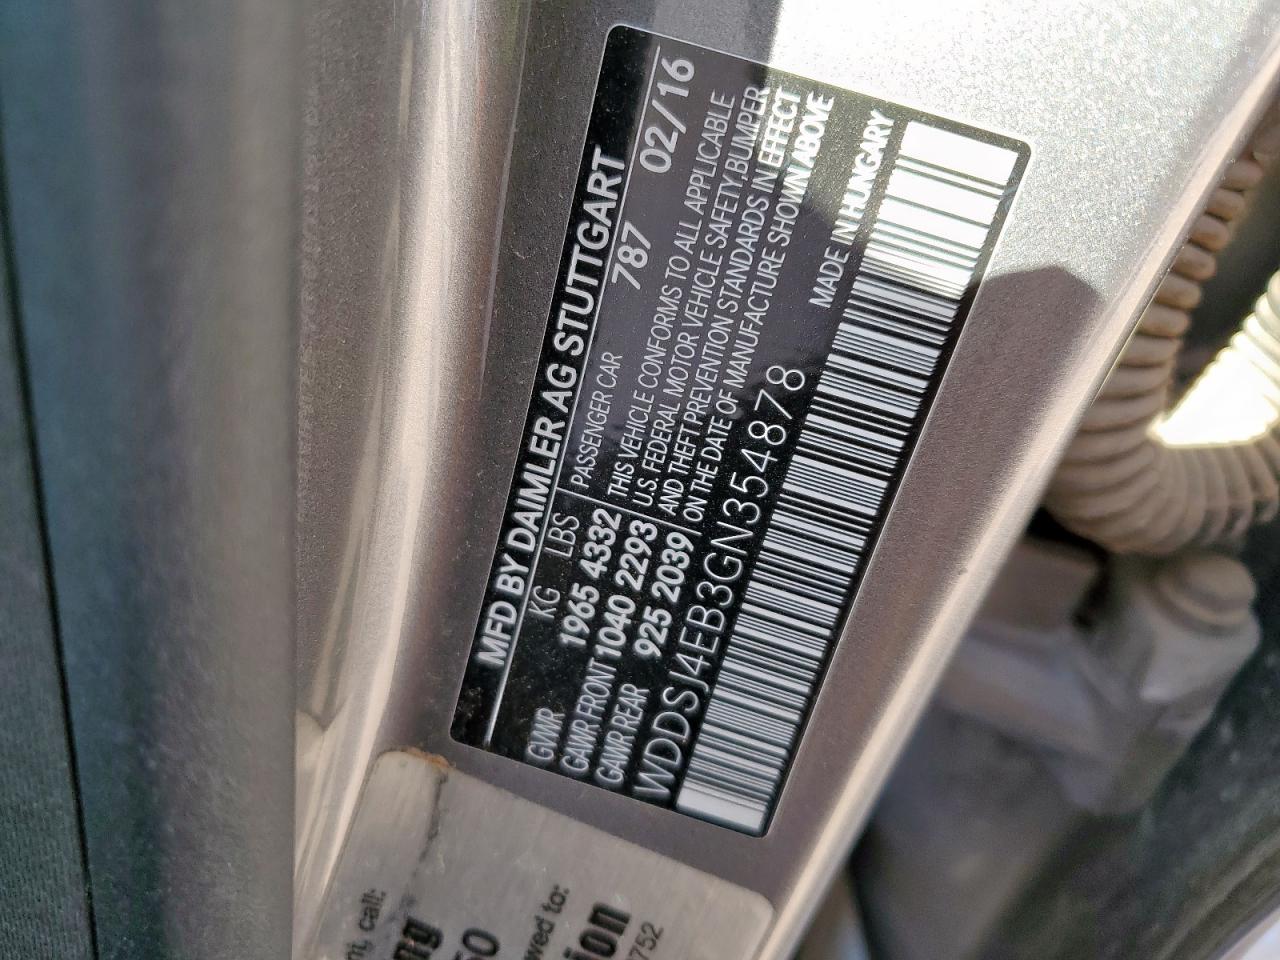 MFD BY DAIMLER AG STUTTGART
KG LBS
GVWR 1965 4332
GAWR FRONT 1040 2293
GAWR REAR 925 2039
PASSENGER CAR 787 02/16
THIS VEHICLE CONFORMS TO ALL APPLICABLE
U.S. FEDERAL MOTOR VEHICLE SAFETY, BUMPER
AND THEFT PREVENTION STANDARDS IN EFFECT
ON THE DATE OF MANUFACTURE SHOWN ABOVE
WDDSJ4EB3GN354878
MADE IN HUNGARY
call:
to: